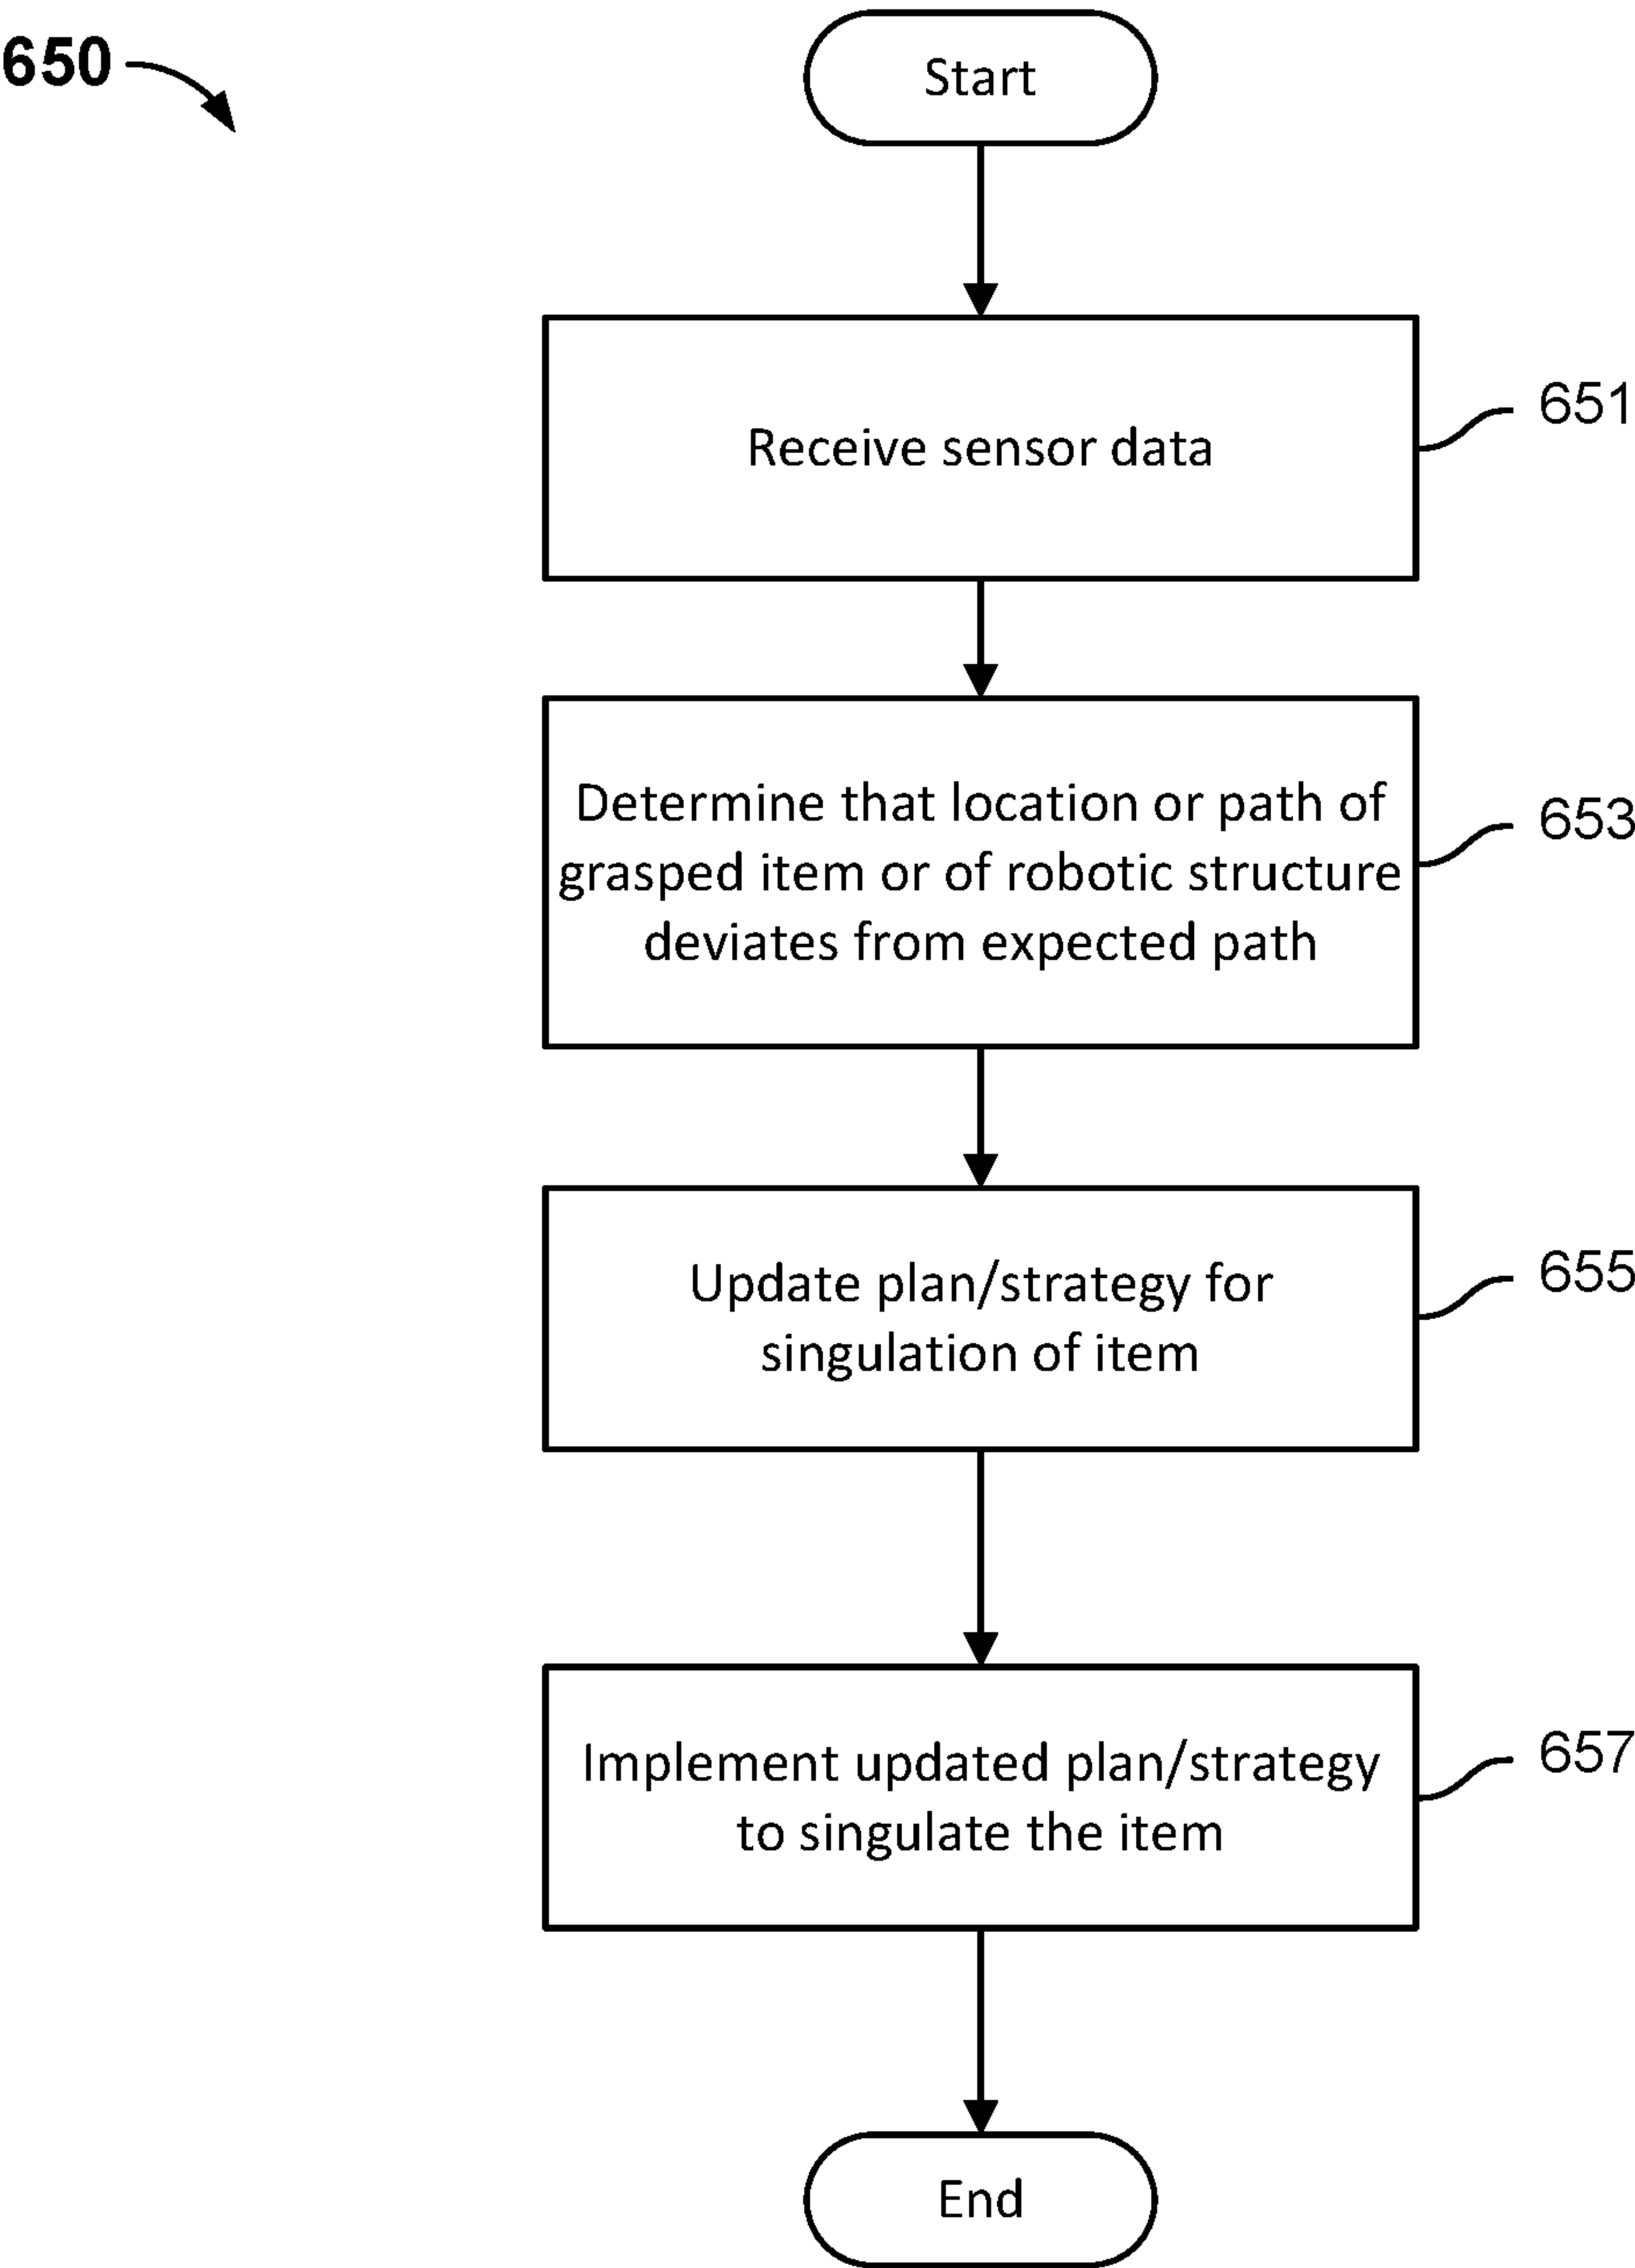 650
Start
Receive sensor data
651
Determine that location or path of
grasped item or of robotic structure
deviates from expected path
653
Update plan/strategy for
singulation of item
655
Implement updated plan/strategy
to singulate the item
657
End